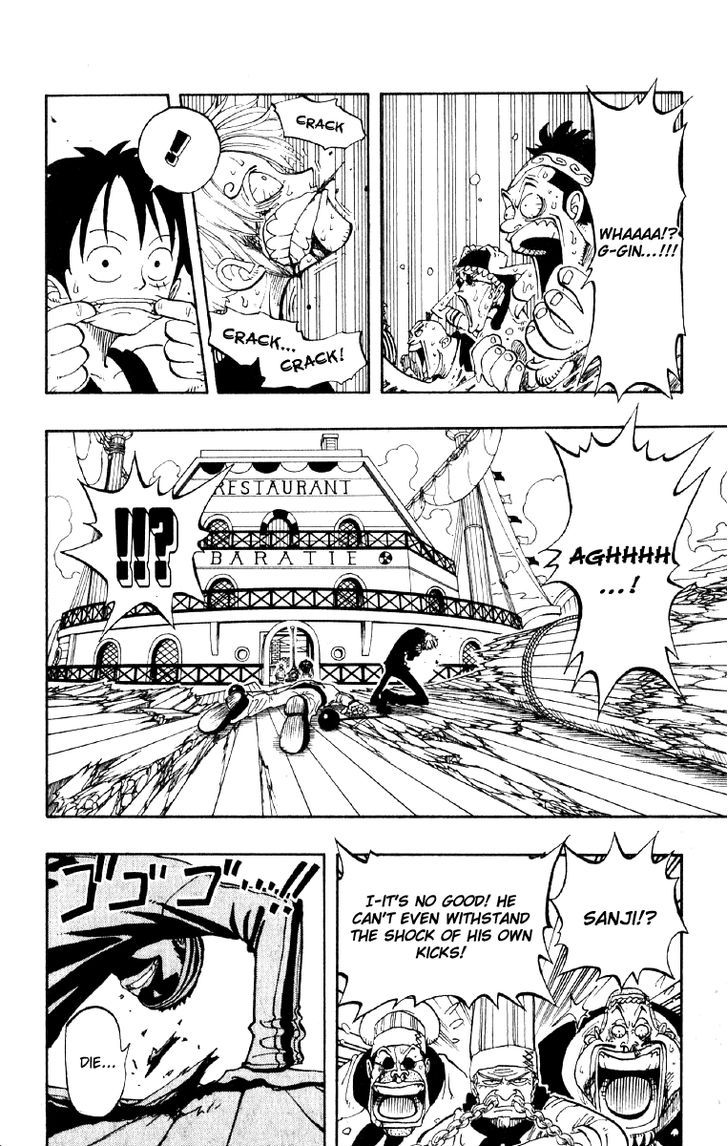 !
CRACK
CRACK...
CRACK!
WHAAAA!?
G-GIN...!!!
!!!?
RESTAURANT
BARATIE
AGHHHH
...!
ゴゴゴ!!
DIE...
I-IT'S NO GOOD! HE
CAN'T EVEN WITHSTAND
THE SHOCK OF HIS OWN
KICKS!
SANJI!?